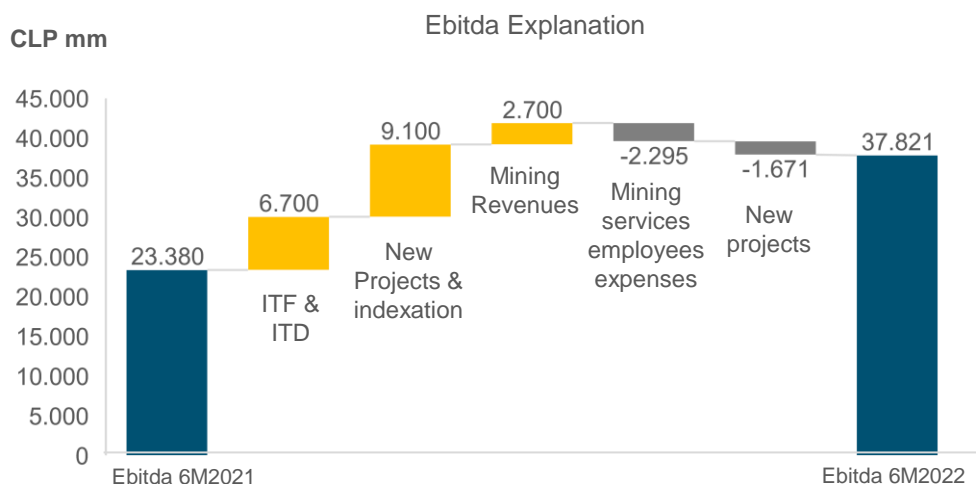 Ebitda Explanation
CLP mm
45.000
40.000
35.000
30.000
25.000
20.000
15.000
10.000
5.000
0
23.380
6.700
9.100
2.700
-2.295
-1.671
37.821
ITF &
ITD
New
Projects &
indexation
Mining
Revenues
Mining
services
employees
expenses
New
projects
Ebitda 6M2021
Ebitda 6M2022